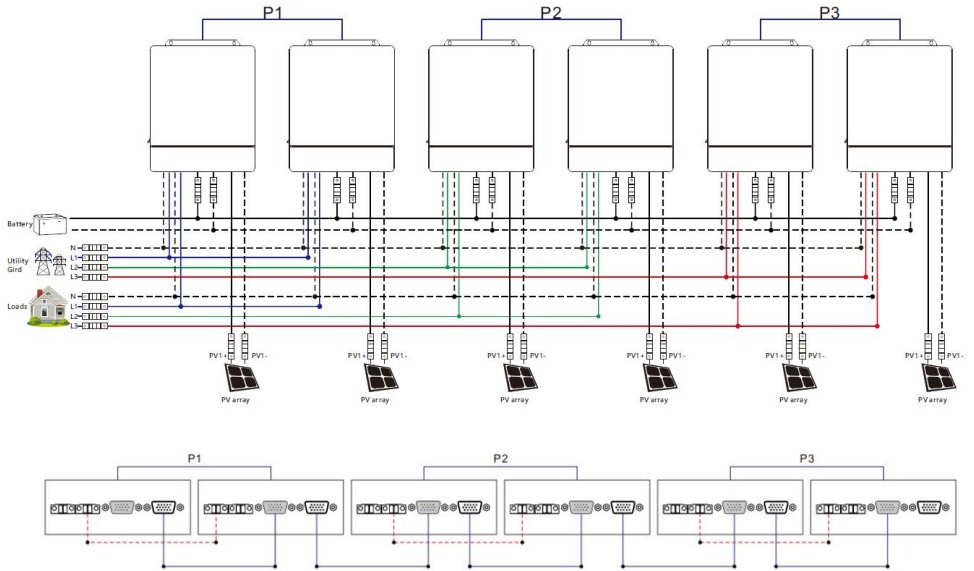 P1 P2 P3
Battery
Utility
Gird
N
L1
L2
L3
Loads
N
L1
L2
L3
PV1+ PV1- PV1+ PV1- PV1+ PV1- PV1+ PV1- PV1+ PV1- PV1+ PV1-
PV array PV array PV array PV array PV array PV array
P1 P2 P3